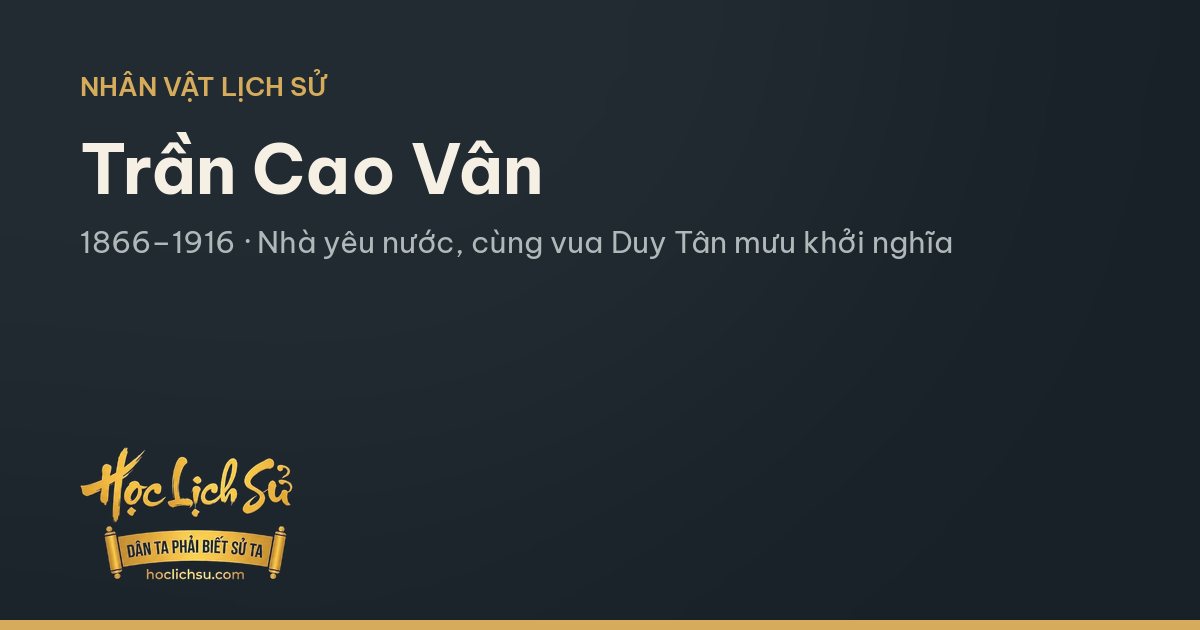 NHÂN VẬT LỊCH SỬ
Trần Cao Vân
1866–1916 · Nhà yêu nước, cùng vua Duy Tân mưu khởi nghĩa
Học Lịch Sử
DÂN TA PHẢI BIẾT SỬ TA
hoclichsu.com